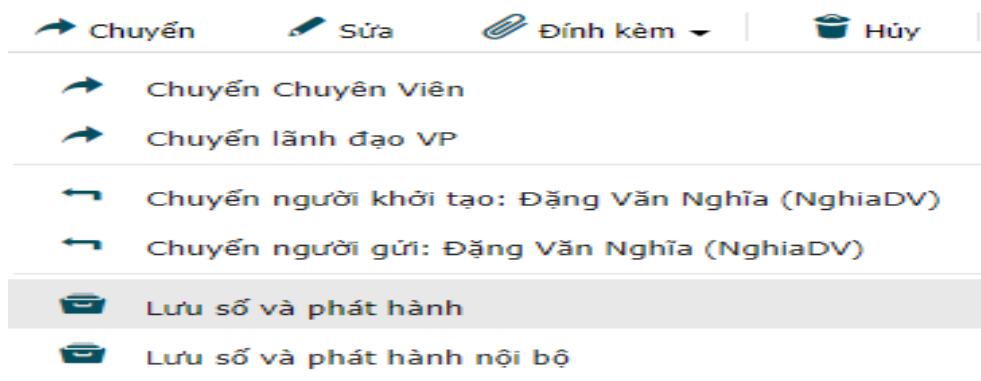 Chuyển Sửa Đính kèm Hủy
Chuyển Chuyên Viên
Chuyển lãnh đạo VP
Chuyển người khởi tạo: Đặng Văn Nghĩa (NghiaDV)
Chuyển người gửi: Đặng Văn Nghĩa (NghiaDV)
Lưu sổ và phát hành
Lưu sổ và phát hành nội bộ